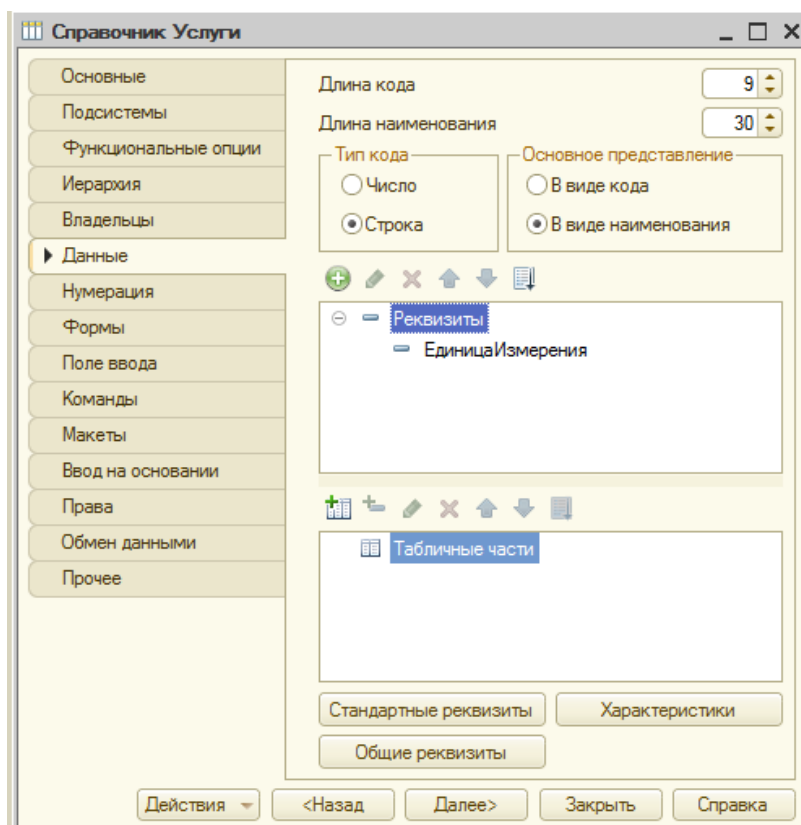 Справочник Услуги
Основные
Подсистемы
Функциональные опции
Иерархия
Владельцы
Данные
Нумерация
Формы
Поле ввода
Команды
Макеты
Ввод на основании
Права
Обмен данными
Прочее
Длина кода 9
Длина наименования 30
Тип кода
Число
Строка
Основное представление
В виде кода
В виде наименования
Реквизиты
ЕдиницаИзмерения
Табличные части
Стандартные реквизиты Характеристики
Общие реквизиты
Действия <Назад Далее> Закрыть Справка